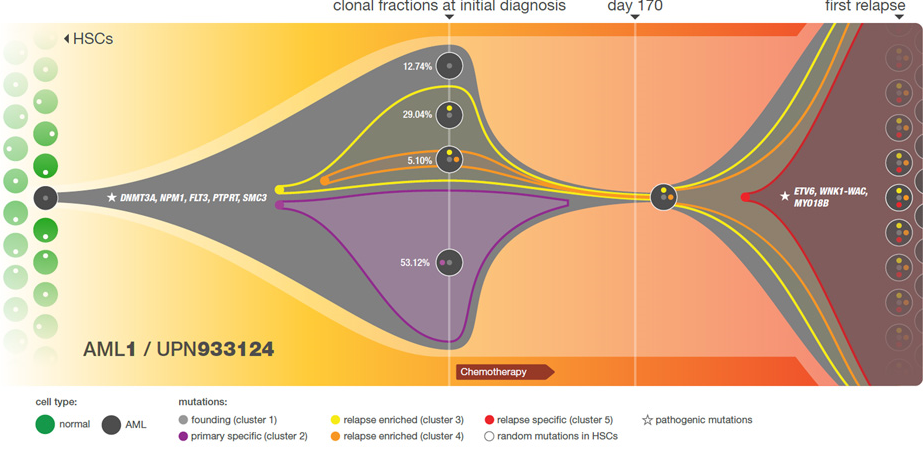 clonal fractions at initial diagnosis
day 170
first relapse
HSCs
12.74%
29.04%
5.10%
DNMT3A, NPM1, FLT3, PTPRT, SMC3
ETV6, WNK1-WAC,
MYO18B
53.12%
AML1 / UPN933124
Chemotherapy
cell type:
normal
AML
mutations:
founding (cluster 1)
primary specific (cluster 2)
relapse enriched (cluster 3)
relapse enriched (cluster 4)
relapse specific (cluster 5)
random mutations in HSCs
pathogenic mutations